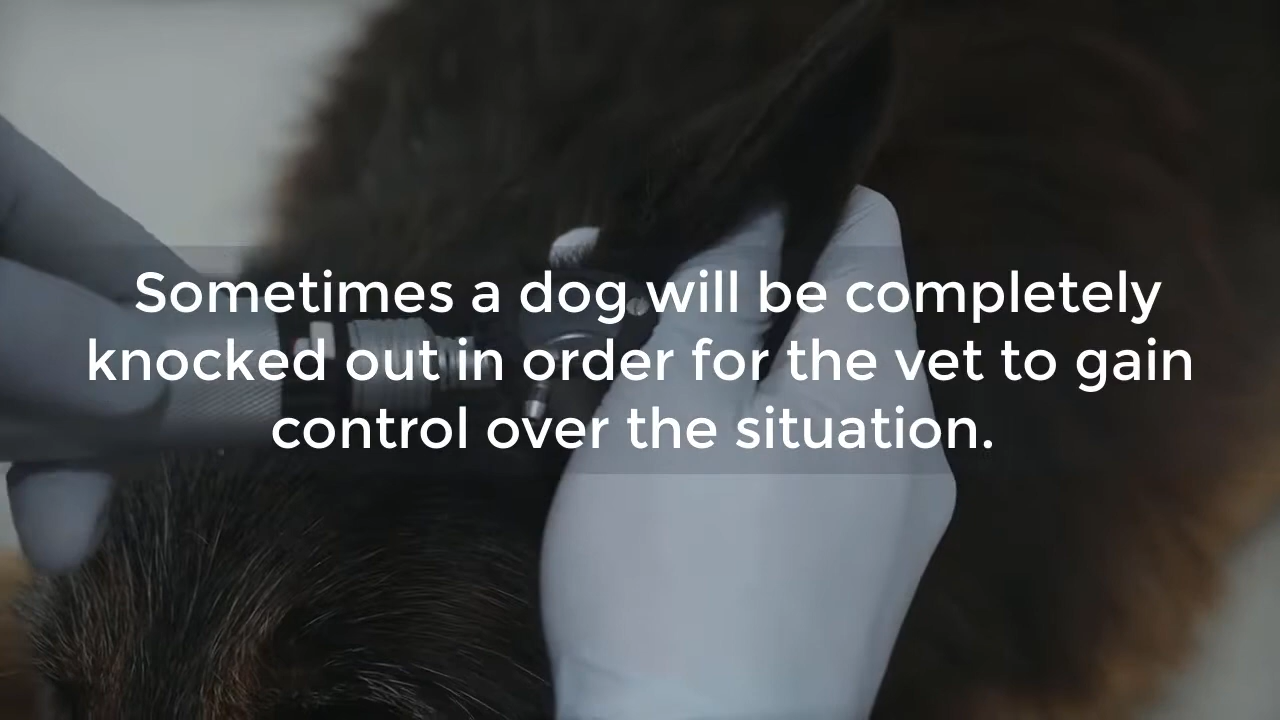 Sometimes a dog will be completely
knocked out in order for the vet to gain
control over the situation.